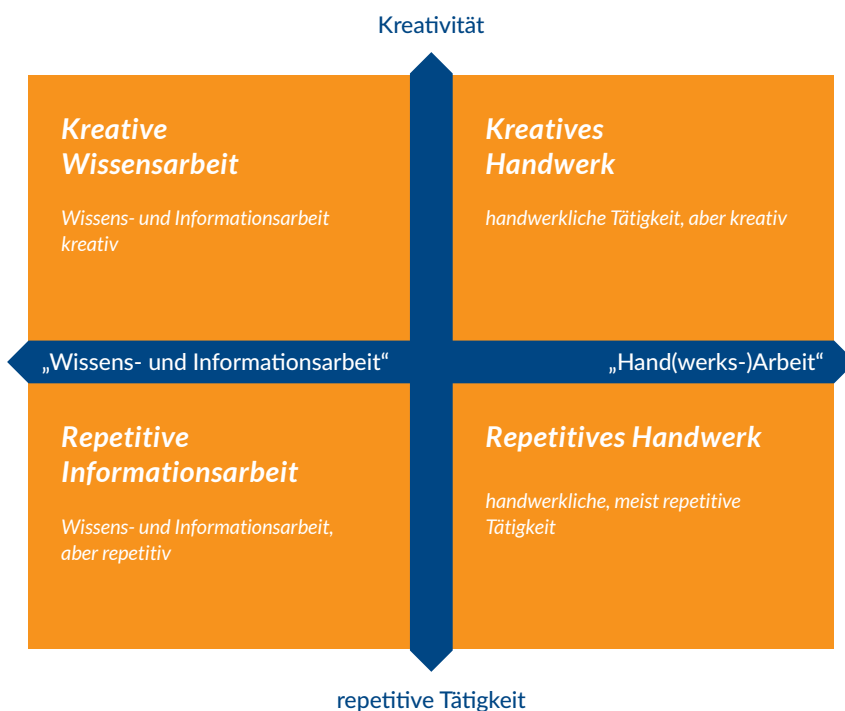 Kreativität
Kreative
Wissensarbeit
Wissens- und Informationsarbeit
kreativ
Kreatives
Handwerk
handwerkliche Tätigkeit, aber kreativ
„Wissens- und Informationsarbeit“
„Hand(werks-)Arbeit“
Repetitive
Informationsarbeit
Wissens- und Informationsarbeit,
aber repetitiv
Repetitives Handwerk
handwerkliche, meist repetitive
Tätigkeit
repetitive Tätigkeit